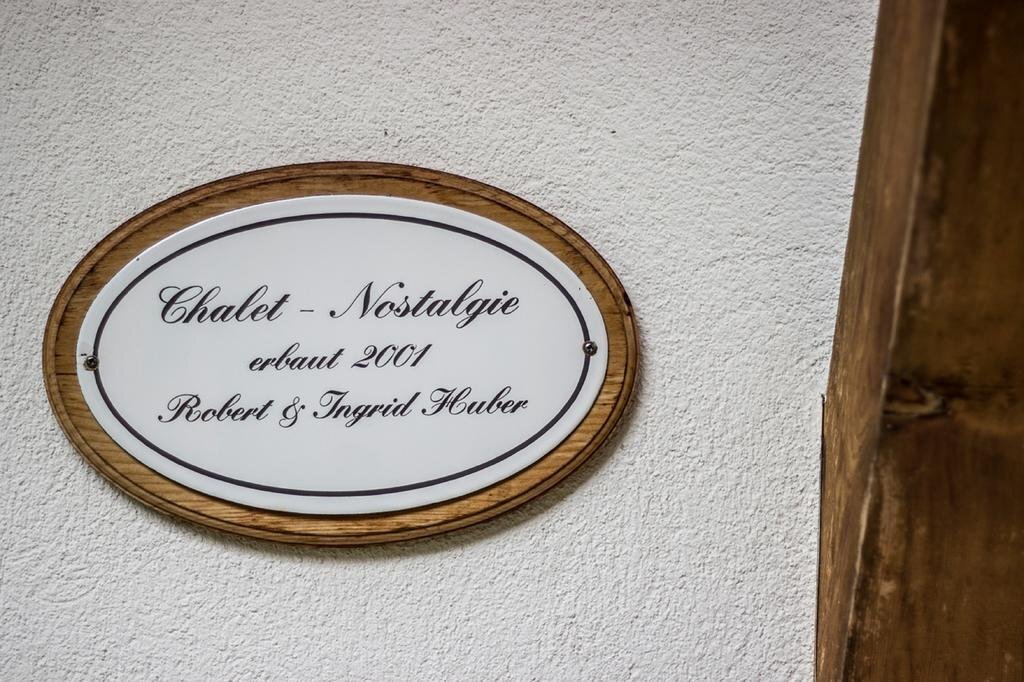 Chalet - Nostalgie
erbaut 2001
Robert & Ingrid Huber